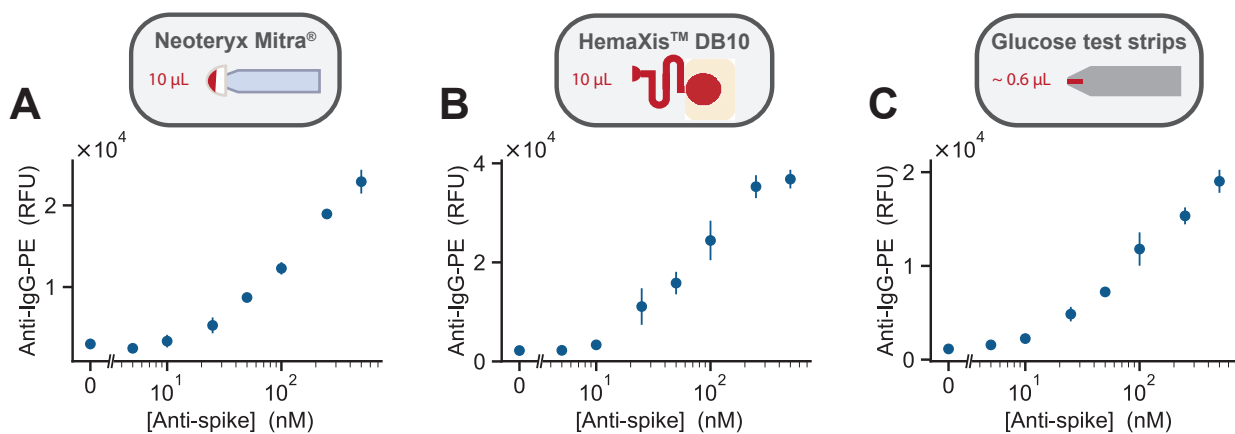 A
Neoteryx Mitra®
10 µL
×10⁴
Anti-IgG-PE (RFU)
2
1
0
10¹
10²
[Anti-spike] (nM)
B
HemaXis™ DB10
10 µL
×10⁴
Anti-IgG-PE (RFU)
4
2
0
0
10¹
10²
[Anti-spike] (nM)
C
Glucose test strips
~ 0.6 µL
×10⁴
Anti-IgG-PE (RFU)
2
1
0
0
10¹
10²
[Anti-spike] (nM)